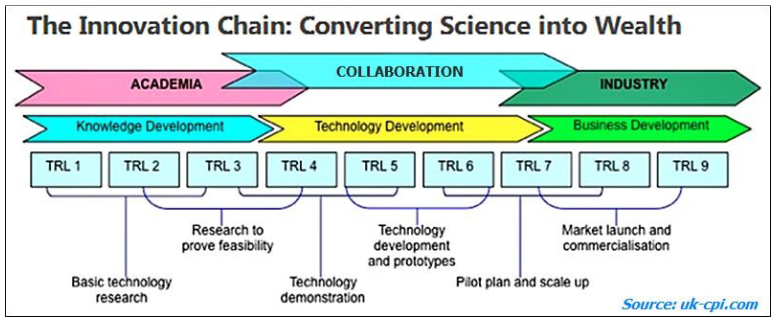 The Innovation Chain: Converting Science into Wealth
ACADEMIA
COLLABORATION
INDUSTRY
Knowledge Development
Technology Development
Business Development
TRL 1
TRL 2
TRL 3
TRL 4
TRL 5
TRL 6
TRL 7
TRL 8
TRL 9
Research to
prove feasibility
Technology
development
and prototypes
Market launch and
commercialisation
Basic technology
research
Technology
demonstration
Pilot plan and scale up
Source: uk-cpi.com